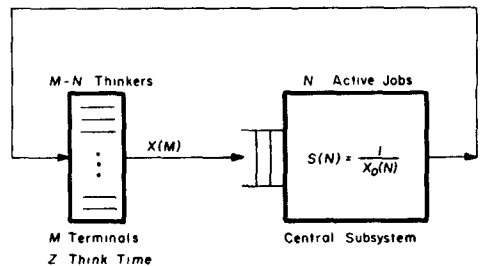 M-N Thinkers
N Active Jobs
X(M)
S(N) = 1/X₀(N)
M Terminals
Central Subsystem
Z Think Time